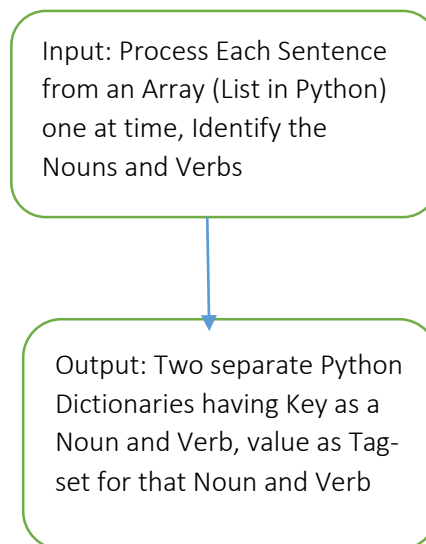 Input: Process Each Sentence
from an Array (List in Python)
one at time, Identify the
Nouns and Verbs
Output: Two separate Python
Dictionaries having Key as a
Noun and Verb, value as Tag-
set for that Noun and Verb